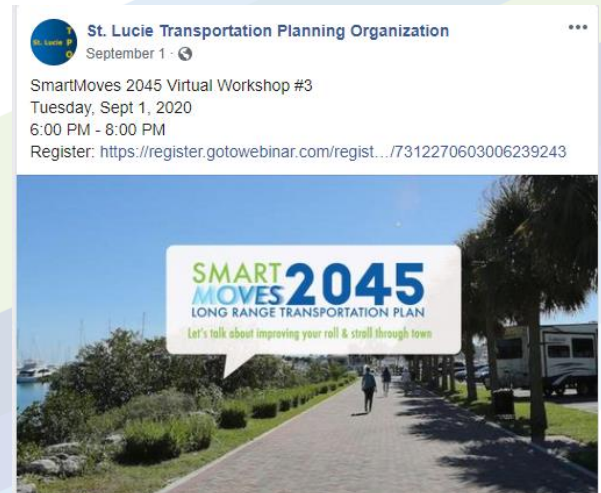 St. Lucie T
P
O
St. Lucie Transportation Planning Organization
September 1 ·
SmartMoves 2045 Virtual Workshop #3
Tuesday, Sept 1, 2020
6:00 PM - 8:00 PM
Register: https://register.gotowebinar.com/regist…/7312270603006239243
SMART
MOVES 2045
LONG RANGE TRANSPORTATION PLAN
Let's talk about improving your roll & stroll through town